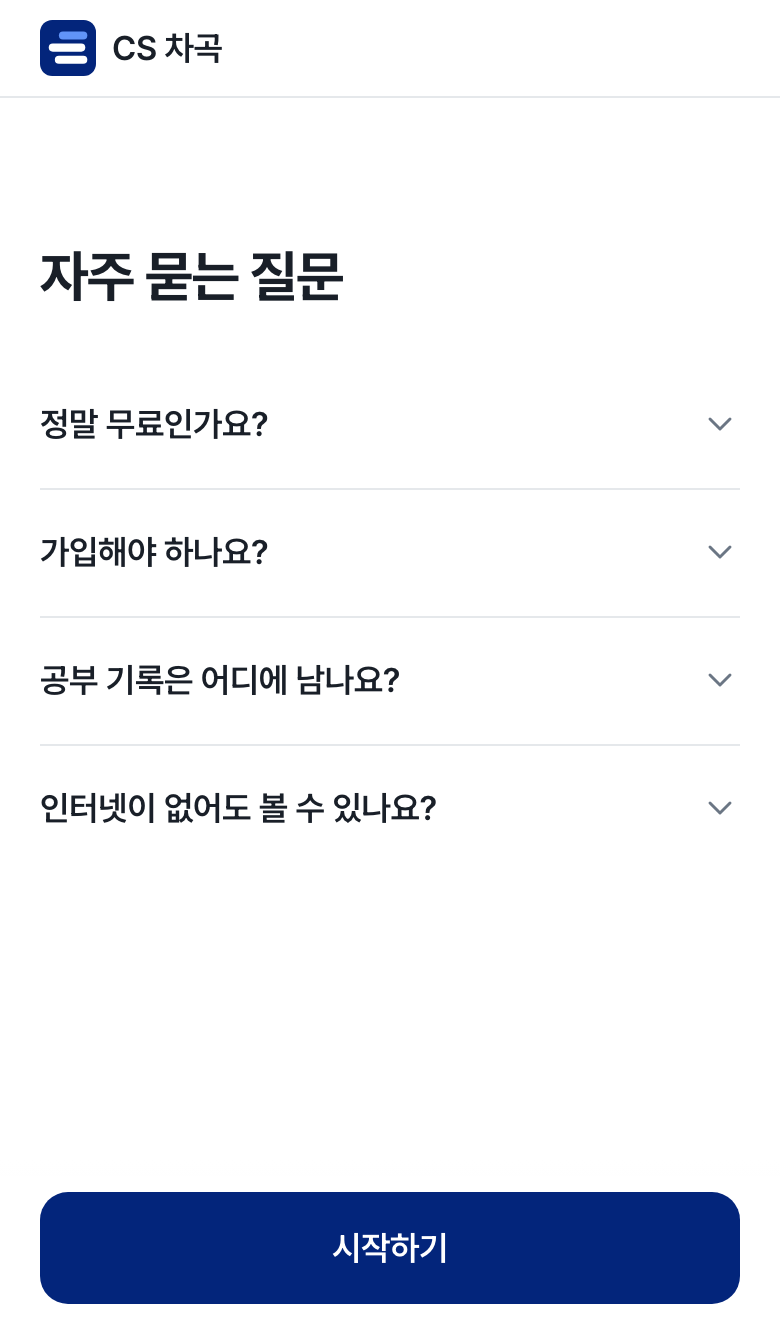 CS 차곡
자주 묻는 질문
정말 무료인가요?
가입해야 하나요?
공부 기록은 어디에 남나요?
인터넷이 없어도 볼 수 있나요?
시작하기